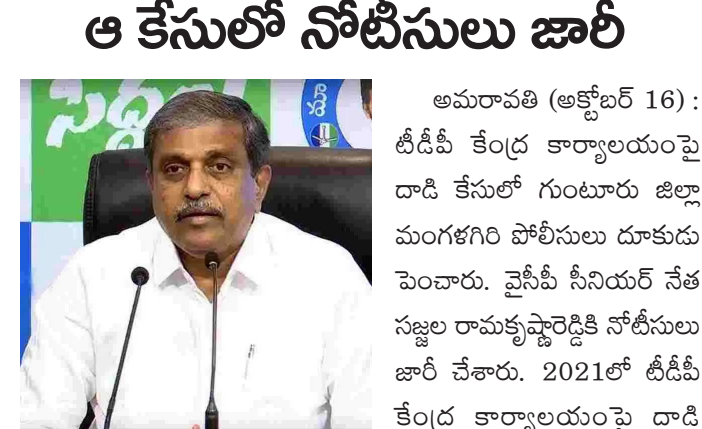 ఆ కేసులో నోటీసులు జారీ
సిద్ధం
అమరావతి (అక్టోబర్ 16) :
టీడీపీ కేంద్ర కార్యాలయంపై
దాడి కేసులో గుంటూరు జిల్లా
మంగళగిరి పోలీసులు దూకుడు
పెంచారు. వైసీపీ సీనియర్ నేత
సజ్జల రామకృష్ణారెడ్డికి నోటీసులు
జారీ చేశారు. 2021లో టీడీపీ
కేంద్ర కార్యాలయంపై దాడి